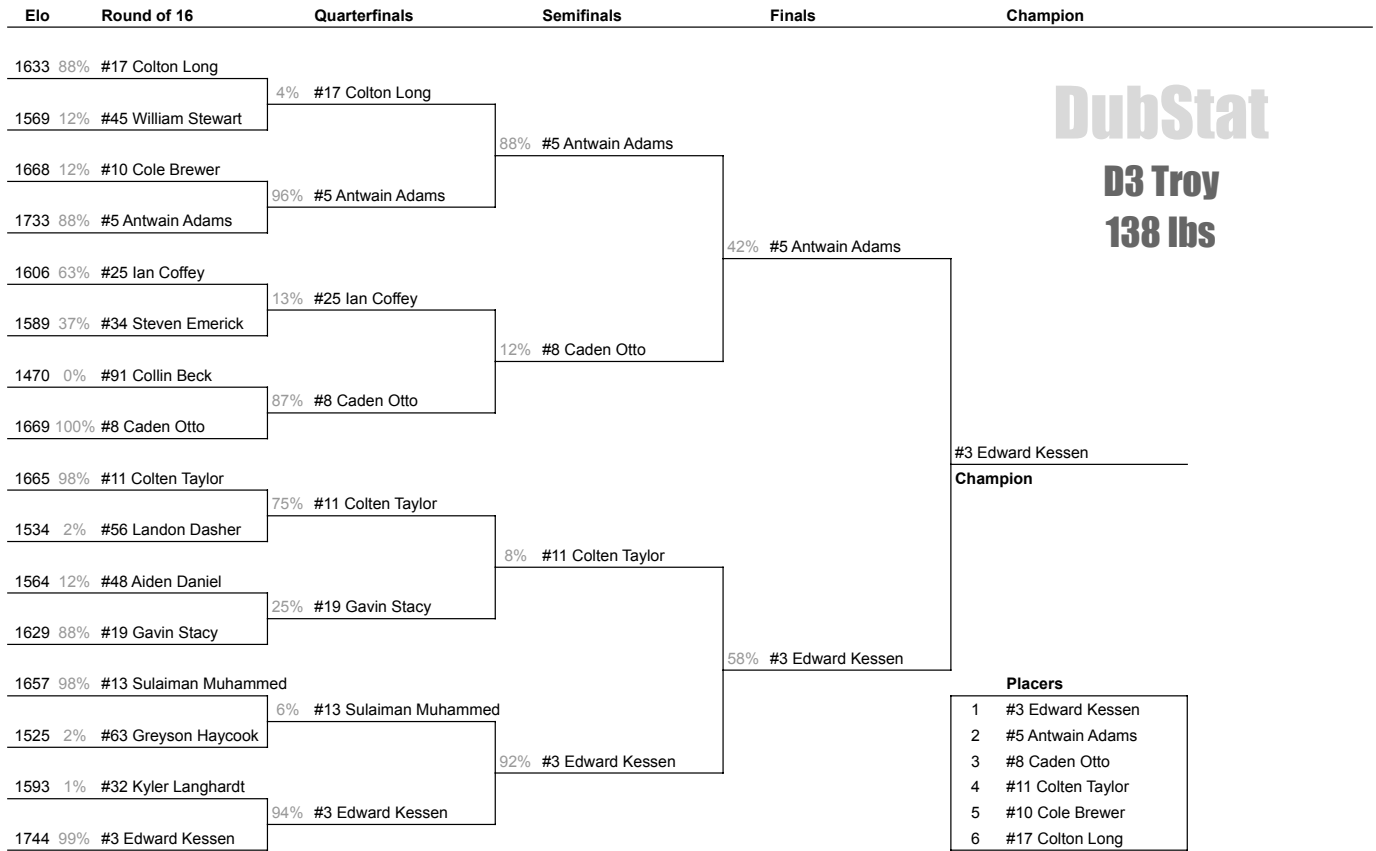 Elo Round of 16 Quarterfinals Semifinals Finals Champion
1633 88% #17 Colton Long
4% #17 Colton Long
DubStat
1569 12% #45 William Stewart
88% #5 Antwain Adams
1668 12% #10 Cole Brewer
D3 Troy
96% #5 Antwain Adams
1733 88% #5 Antwain Adams
138 lbs
42% #5 Antwain Adams
1606 63% #25 Ian Coffey
13% #25 Ian Coffey
1589 37% #34 Steven Emerick
12% #8 Caden Otto
1470 0% #91 Collin Beck
87% #8 Caden Otto
1669 100% #8 Caden Otto
#3 Edward Kessen
1665 98% #11 Colten Taylor
Champion
75% #11 Colten Taylor
1534 2% #56 Landon Dasher
8% #11 Colten Taylor
1564 12% #48 Aiden Daniel
25% #19 Gavin Stacy
1629 88% #19 Gavin Stacy
58% #3 Edward Kessen
1657 98% #13 Sulaiman Muhammed
Placers
6% #13 Sulaiman Muhammed
1 #3 Edward Kessen
1525 2% #63 Greyson Haycook
2 #5 Antwain Adams
92% #3 Edward Kessen
3 #8 Caden Otto
1593 1% #32 Kyler Langhardt
4 #11 Colten Taylor
94% #3 Edward Kessen
5 #10 Cole Brewer
1744 99% #3 Edward Kessen
6 #17 Colton Long